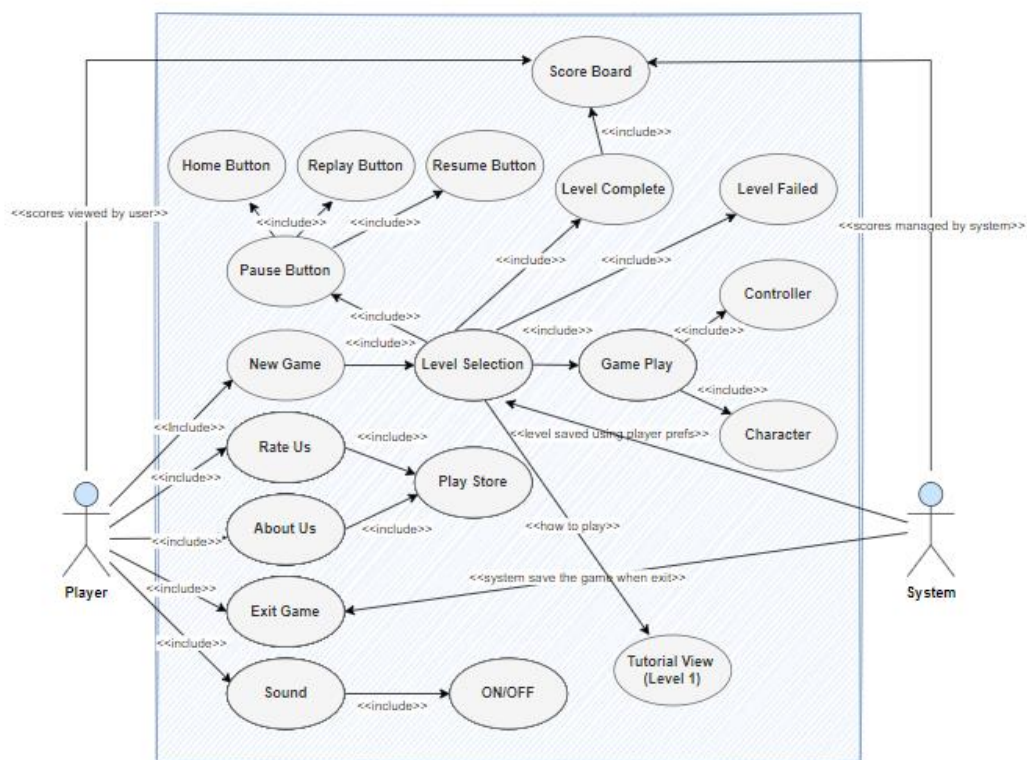 Score Board
<<include>>
Home Button
Replay Button
Resume Button
Level Complete
Level Failed
<<scores viewed by user>>
<<include>>
<<include>>
<<scores managed by system>>
<<include>>
<<include>>
Pause Button
Controller
<<include>>
<<include>>
<<include>>
<<include>>
New Game
Level Selection
Game Play
<<include>>
<<Include>>
<<level saved using player prefs>>
Character
Rate Us
<<include>>
<<include>>
Play Store
About Us
<<include>>
<<how to play>>
<<include>>
Player
System
<<include>>
<<system save the game when exit>>
Exit Game
<<include>>
Tutorial View
(Level 1)
Sound
ON/OFF
<<include>>